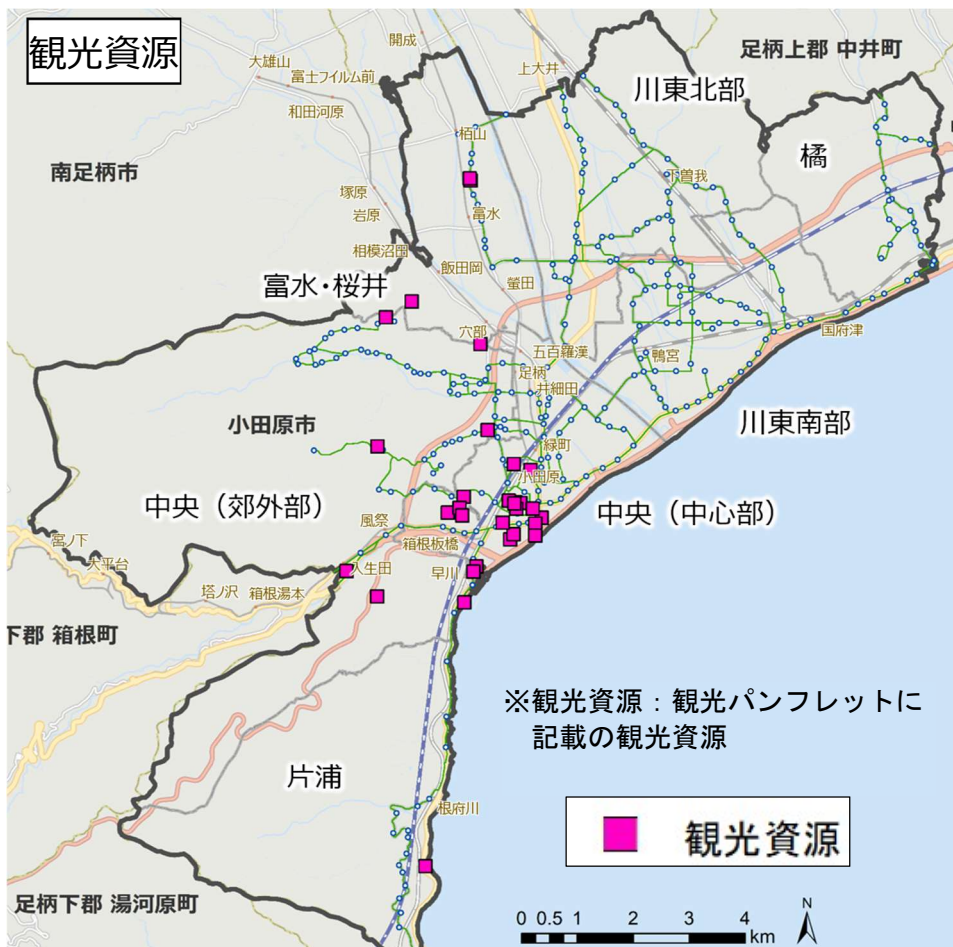 観光資源
開成
足柄上郡 中井町
大雄山
上大井
富士フイルム前
川東北部
和田河原
栢山
橘
南足柄市
下曽我
塚原
岩原
富水
相模沼田
飯田岡
富水・桜井
螢田
穴部
国府津
五百羅漢
鴨宮
足柄
井細田
小田原市
川東南部
緑町
小田原
中央（郊外部）
中央（中心部）
風祭
宮ノ下
箱根板橋
大平台
入生田
早川
塔ノ沢
箱根湯本
下郡 箱根町
※観光資源：観光パンフレットに
記載の観光資源
片浦
根府川
観光資源
足柄下郡 湯河原町
0 0.5 1 2 3 4
km
N